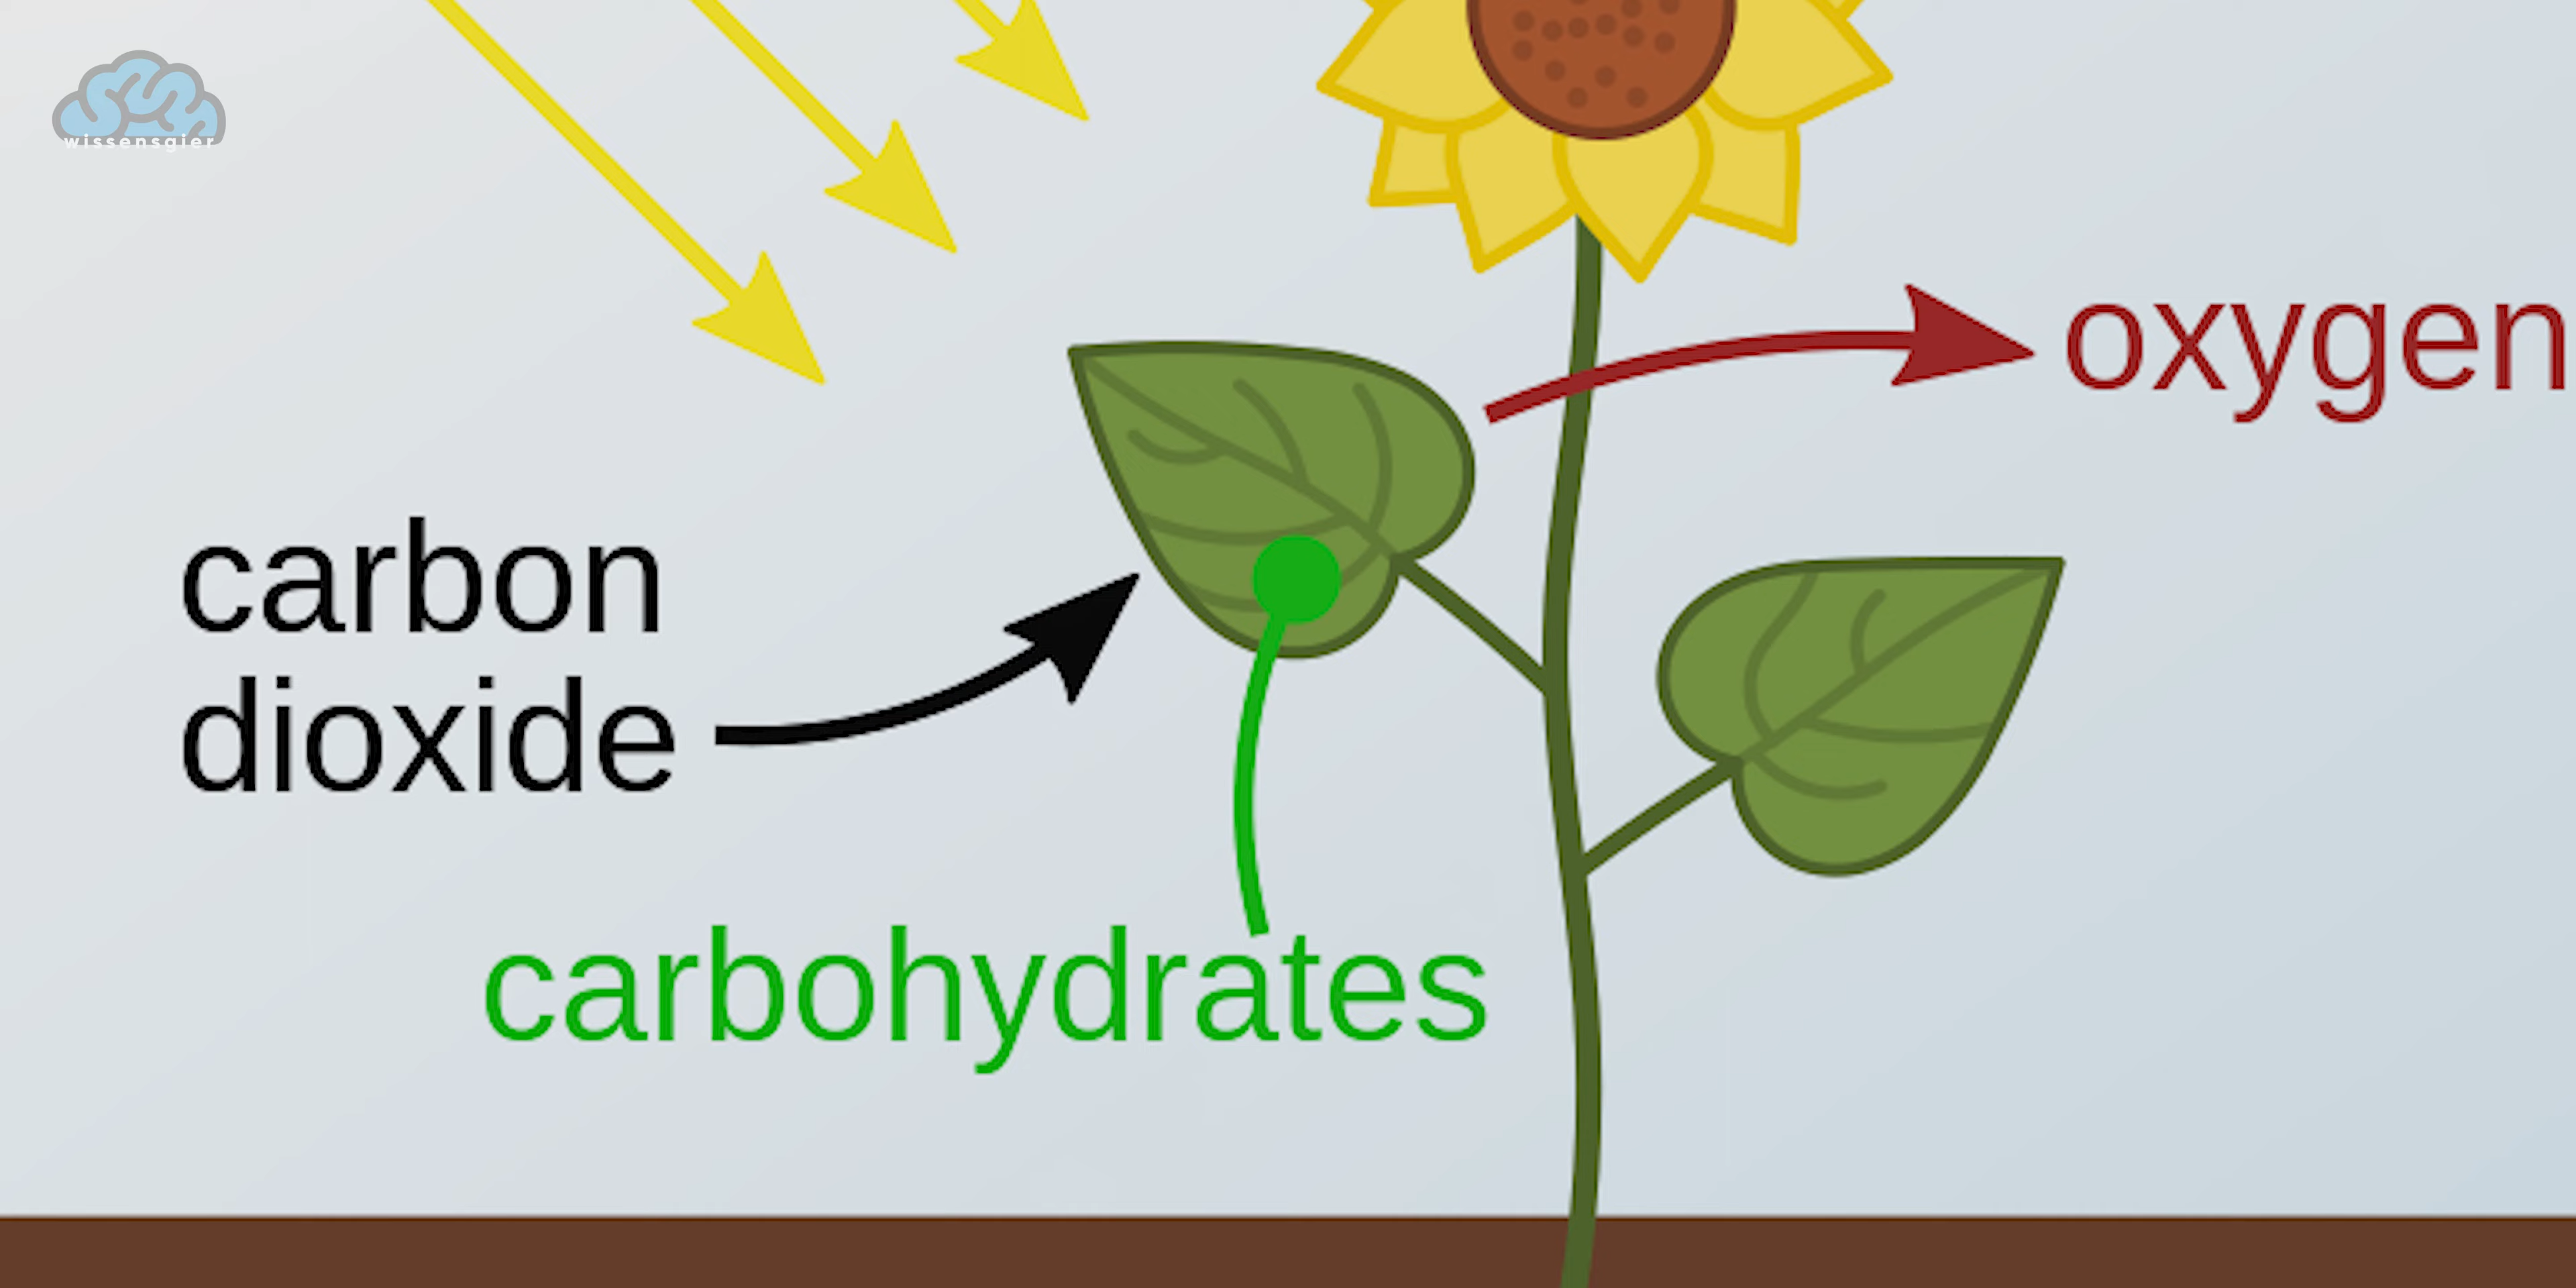 wissensgier
oxygen
carbon
dioxide
carbohydrates